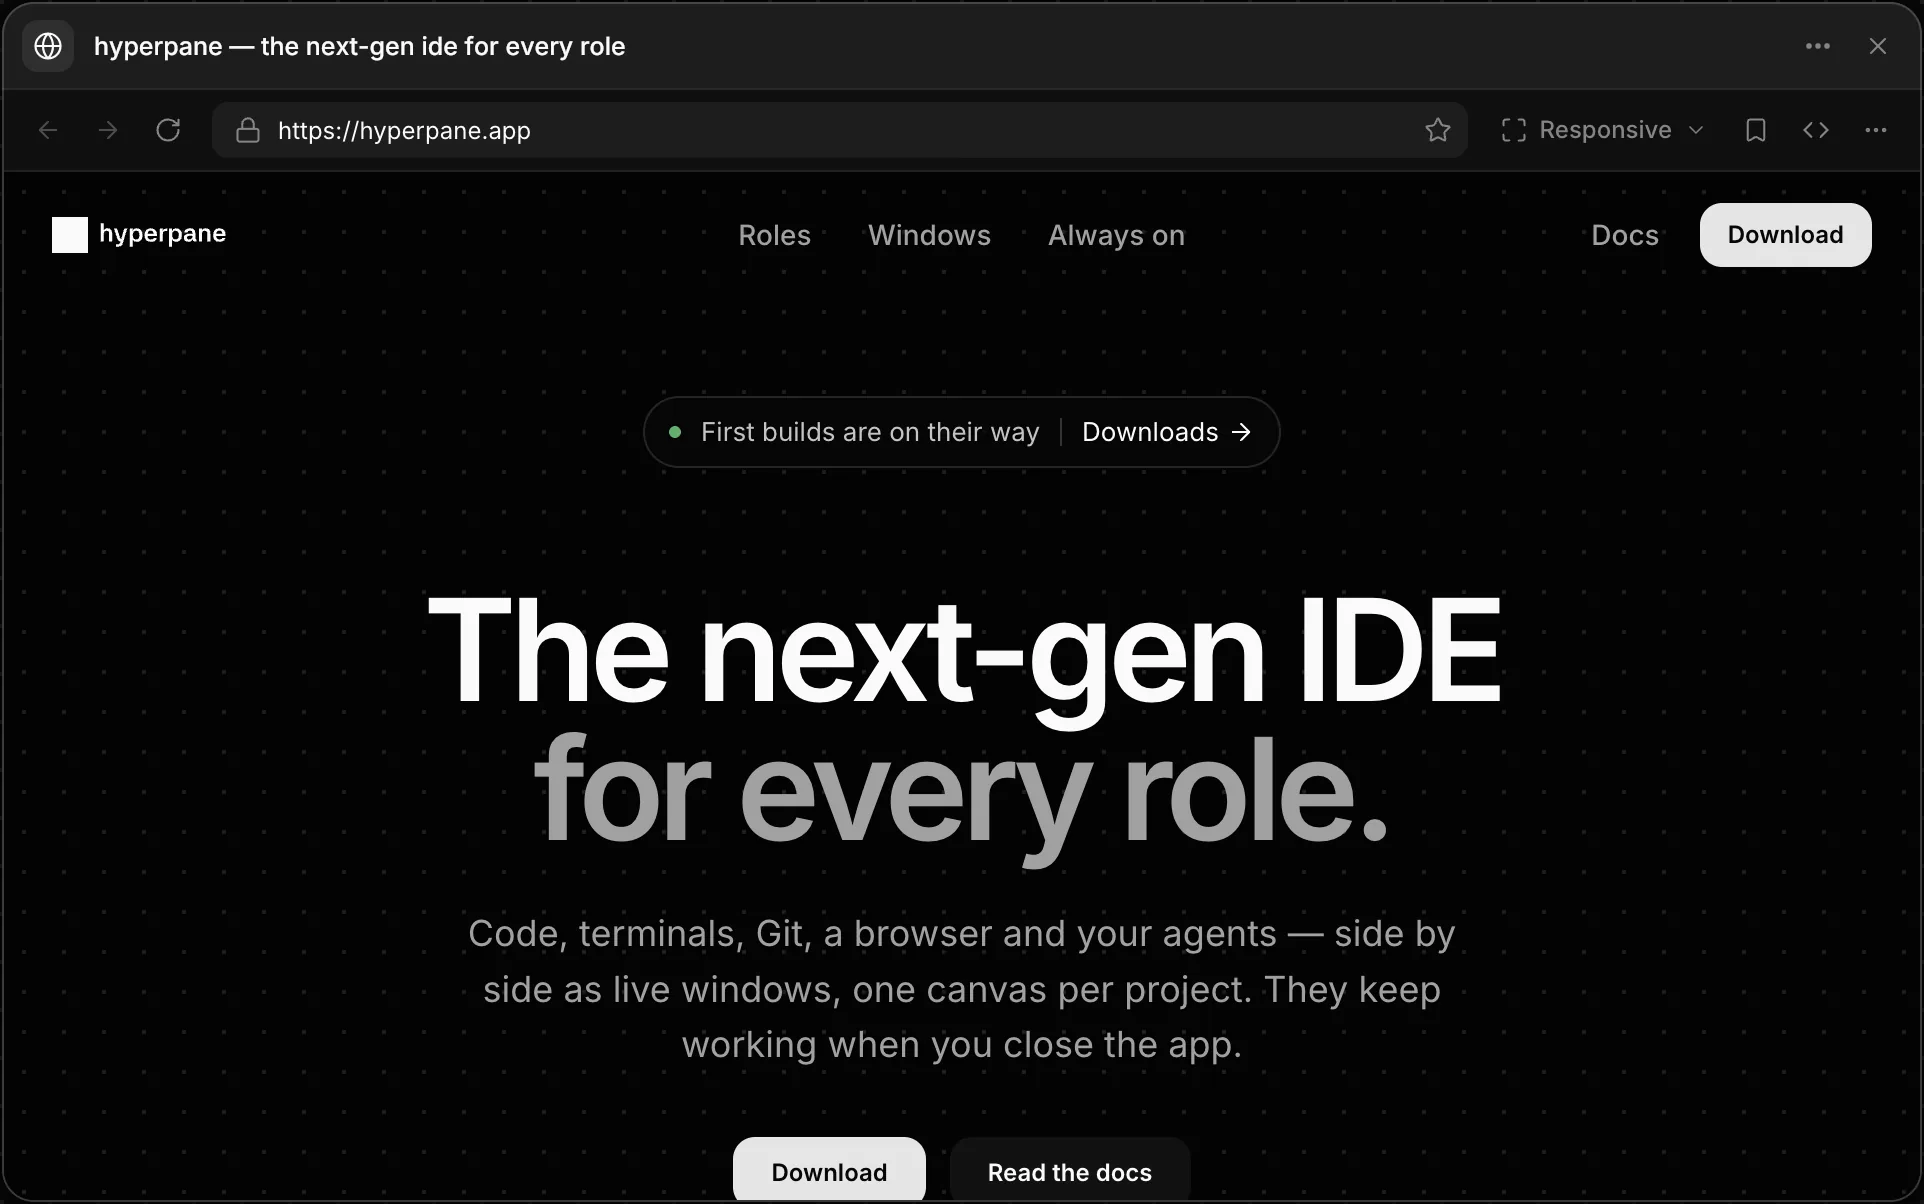 hyperpane — the next-gen ide for every role
https://hyperpane.app
Responsive
hyperpane
Roles
Windows
Always on
Docs
Download
First builds are on their way
Downloads →
The next-gen IDE
for every role.
Code, terminals, Git, a browser and your agents — side by
side as live windows, one canvas per project. They keep
working when you close the app.
Download
Read the docs